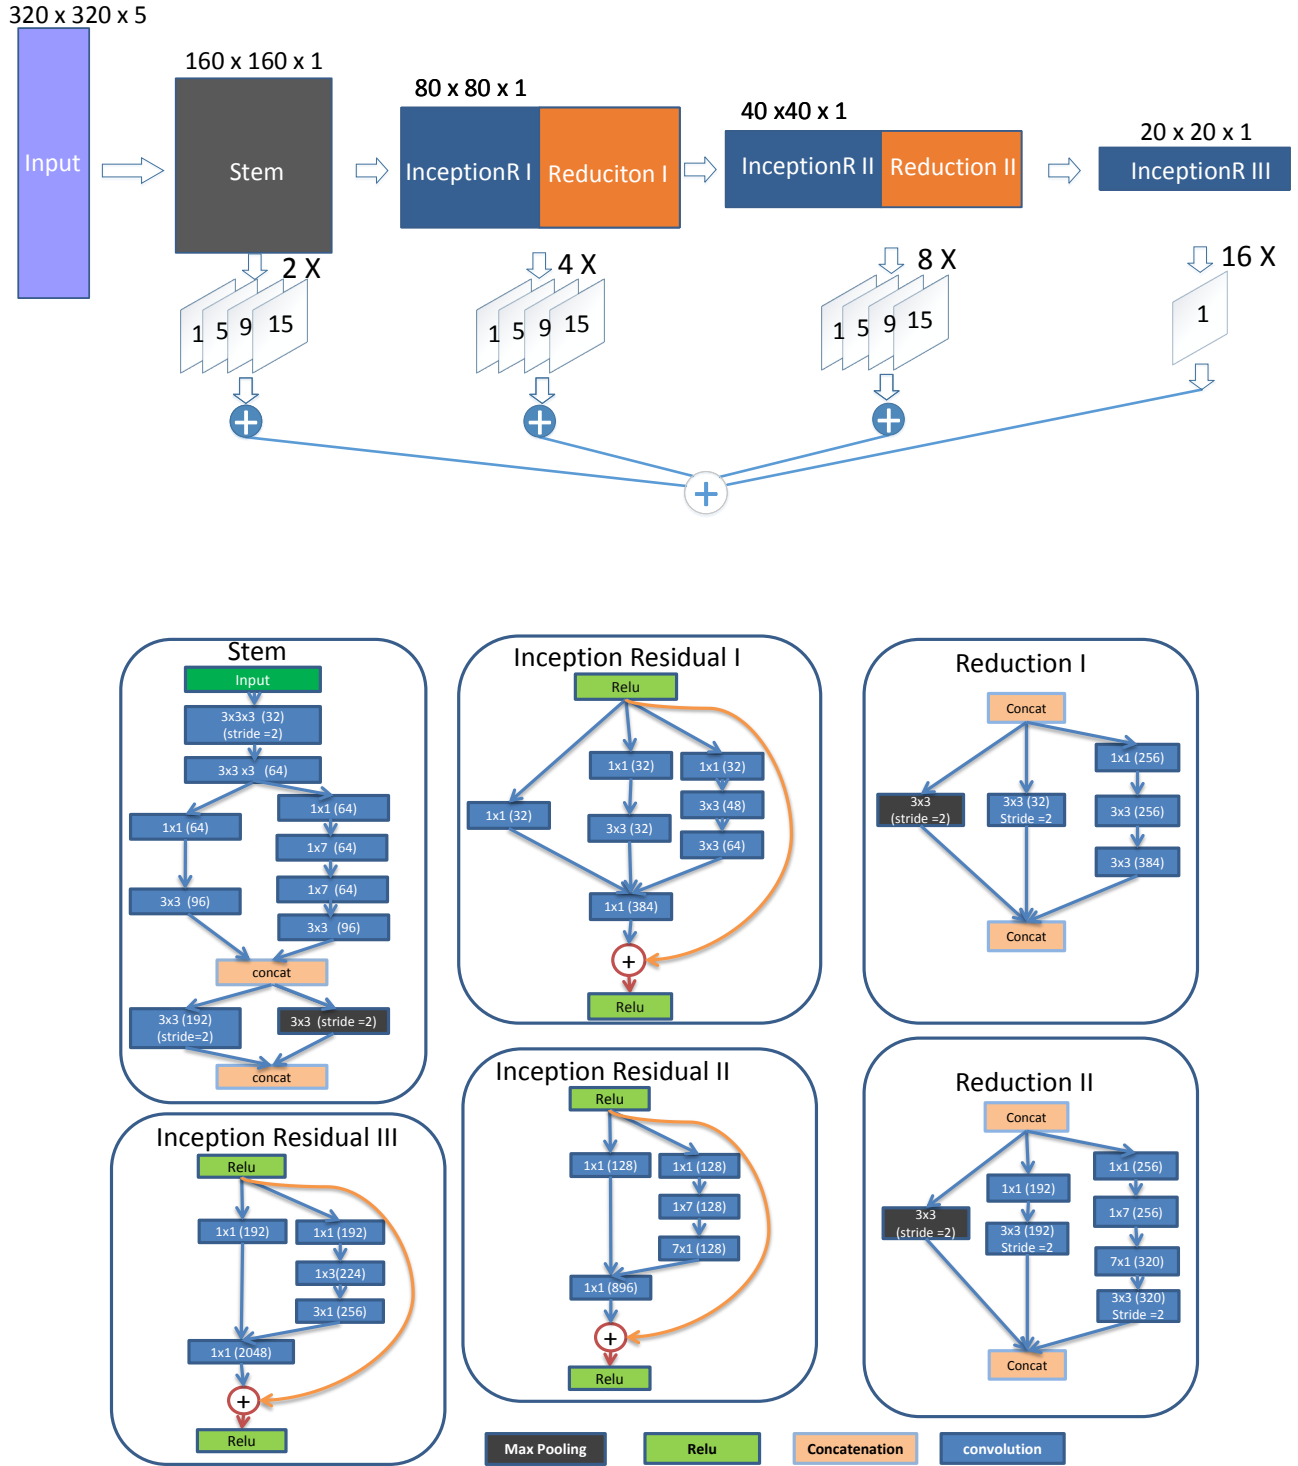 320 x 320 x 5
160 x 160 x 1
80 x 80 x 1
40 x40 x 1
20 x 20 x 1
Input
Stem
InceptionR I
Reduciton I
InceptionR II
Reduction II
InceptionR III
2 X
4 X
8 X
16 X
1 5 9 15
1 5 9 15
1 5 9 15
1
Stem
Input
3x3x3 (32)
(stride =2)
3x3 x3 (64)
1x1 (64)
1x1 (64)
1x7 (64)
1x7 (64)
3x3 (96)
3x3 (96)
concat
3x3 (192)
(stride=2)
3x3 (stride =2)
concat
Inception Residual I
Relu
1x1 (32)
1x1 (32)
1x1 (32)
3x3 (48)
3x3 (32)
3x3 (64)
1x1 (384)
+
Relu
Reduction I
Concat
1x1 (256)
3x3
(stride =2)
3x3 (32)
Stride =2
3x3 (256)
3x3 (384)
Concat
Inception Residual III
Relu
1x1 (192)
1x1 (192)
1x3(224)
3x1 (256)
1x1 (2048)
+
Relu
Inception Residual II
Relu
1x1 (128)
1x1 (128)
1x7 (128)
7x1 (128)
1x1 (896)
+
Relu
Reduction II
Concat
1x1 (256)
1x1 (192)
1x7 (256)
3x3
(stride =2)
3x3 (192)
Stride =2
7x1 (320)
3x3 (320)
Stride =2
Concat
Max Pooling
Relu
Concatenation
convolution